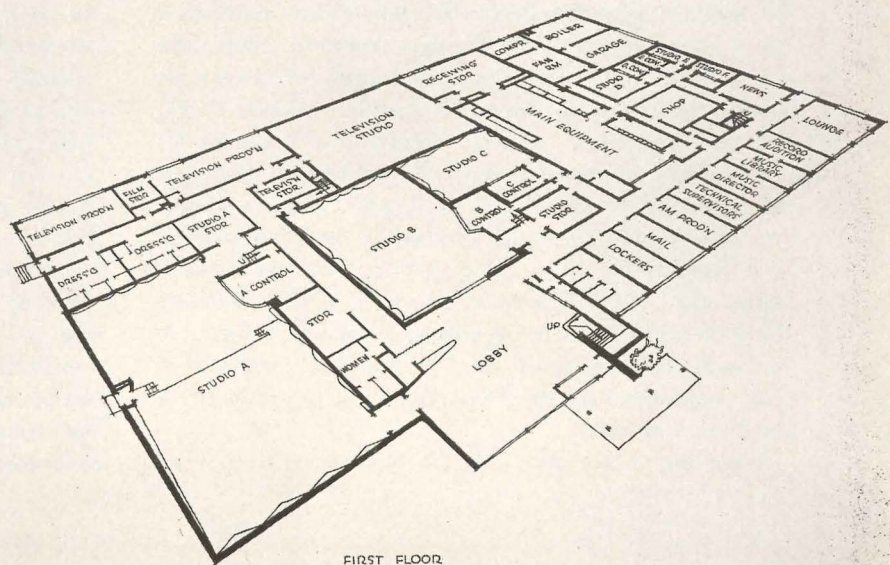 BOILER
COMPR
GARAGE
FAN
RM
RECEIVING
STOR
STUDIO E
STUDIO F
E. CON.
D. CON.
STUDIO
D
NEWS
SHOP
LOUNGE
TELEVISION
STUDIO
MAIN EQUIPMENT
RECORD
AUDITION
MUSIC
LIBRARY
MUSIC
DIRECTOR
TECHNICAL
SUPERVISORS
AM PROD'N
MAIL
LOCKERS
STUDIO C
C
CONTROL
B
CONTROL
STUDIO
STOR
STUDIO B
TELEVISION PROD'N
FILM
STOR
TELEVISION PROD'N
TELEVIS'N
STOR
STUDIO A
STOR
DRESS'G
DRESS'G
U
A CONTROL
STOR
WOMEN
STUDIO A
LOBBY
UP
FIRST FLOOR